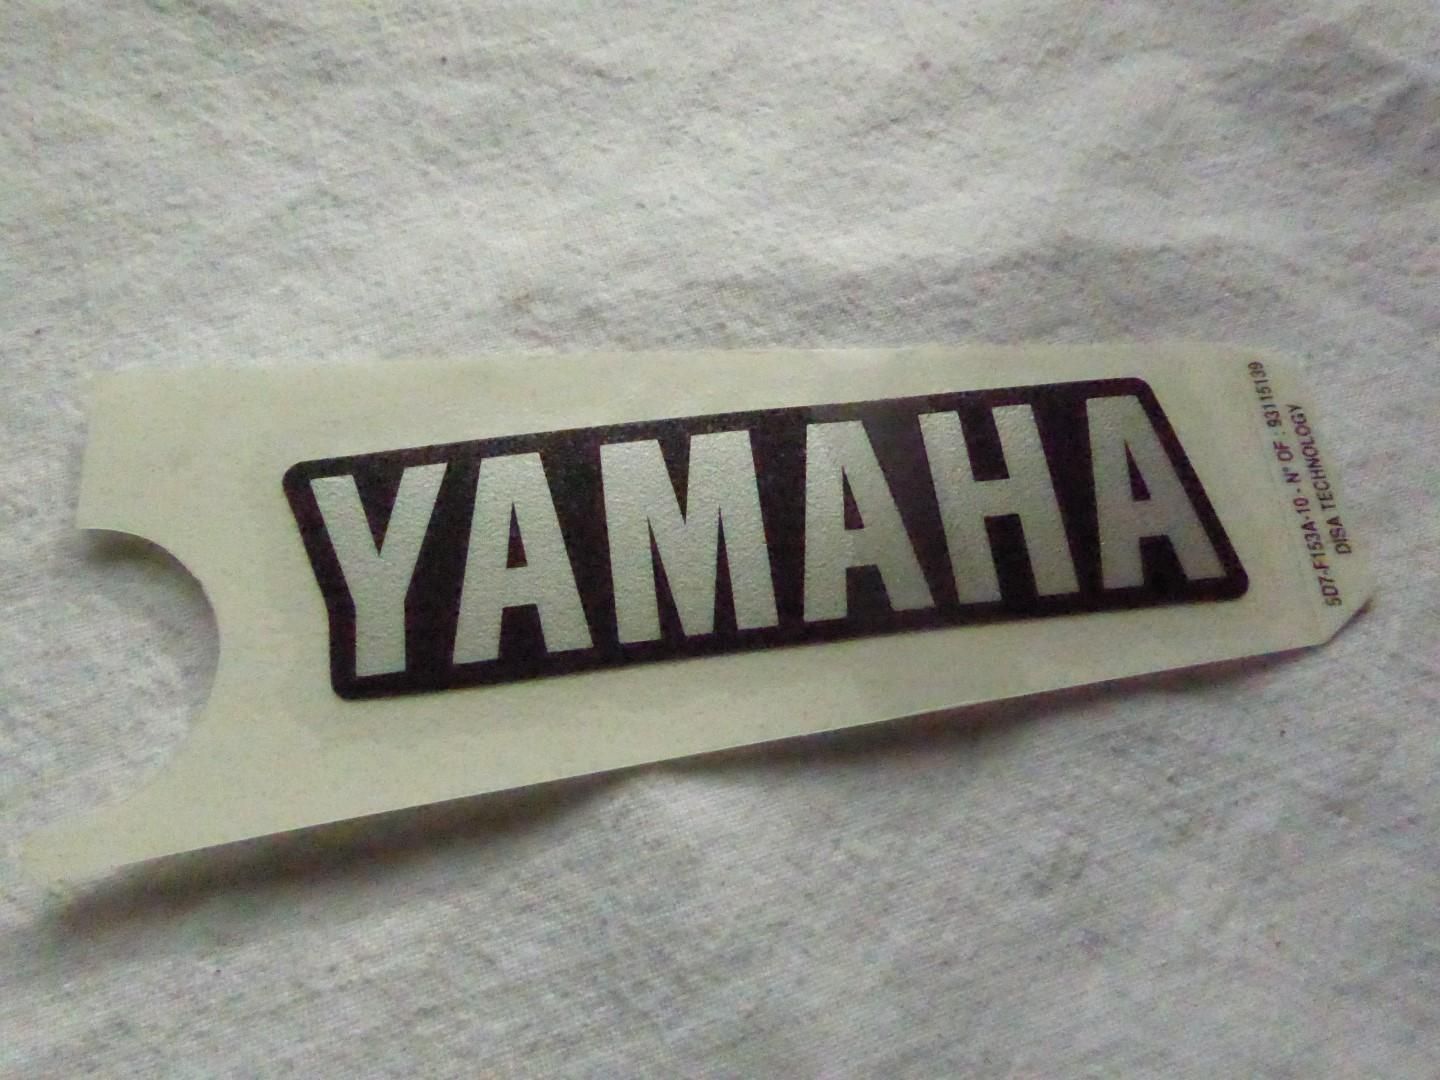 YAMAHA
5D7-F153A-10 - N° OF : 93115139
DISA TECHNOLOGY